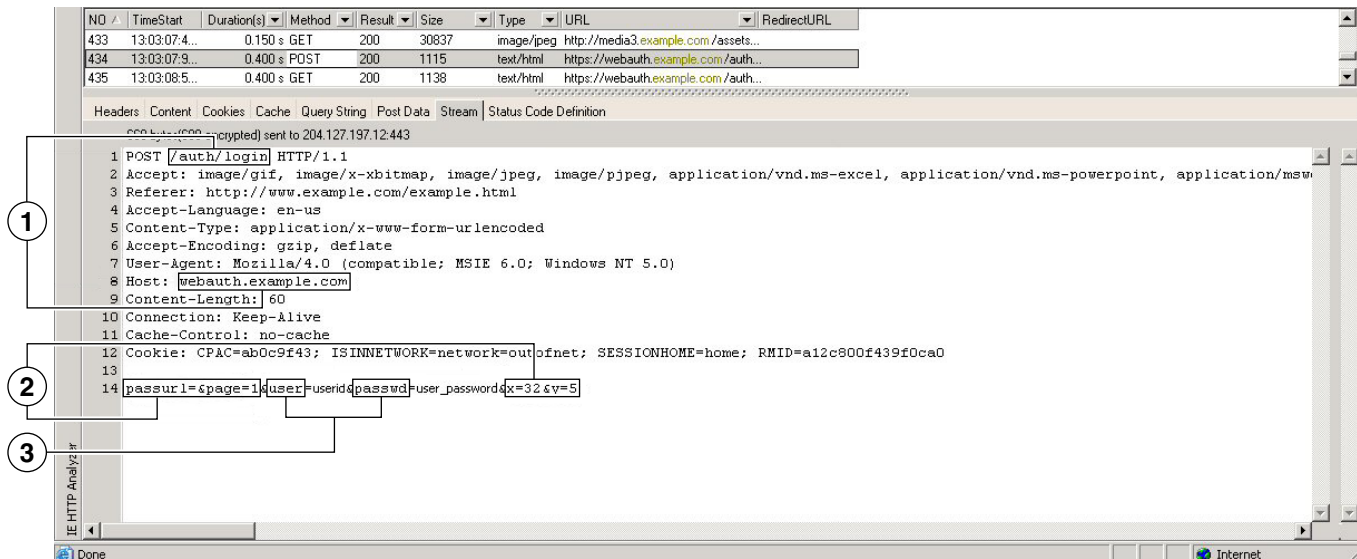 NO TimeStart Duration(s) Method Result Size Type URL RedirectURL
433 13:03:07:4... 0.150 s GET 200 30837 image/jpeg http://media3.example.com /assets...
434 13:03:07:9... 0.400 s POST 200 1115 text/html https://webauth.example.com /auth...
435 13:03:08:5... 0.400 s GET 200 1138 text/html https://webauth.example.com /auth...
Headers Content Cookies Cache Query String Post Data Stream Status Code Definition
encrypted) sent to 204.127.197.12:443
1 POST /auth/login HTTP/1.1
2 Accept: image/gif, image/x-xbitmap, image/jpeg, image/pjpeg, application/vnd.ms-excel, application/vnd.ms-powerpoint, application/msw
3 Referer: http://www.example.com/example.html
4 Accept-Language: en-us
5 Content-Type: application/x-www-form-urlencoded
6 Accept-Encoding: gzip, deflate
7 User-Agent: Mozilla/4.0 (compatible; MSIE 6.0; Windows NT 5.0)
8 Host: webauth.example.com
9 Content-Length: 60
10 Connection: Keep-Alive
11 Cache-Control: no-cache
12 Cookie: CPAC=ab0c9f43; ISINNETWORK=network=outofnet; SESSIONHOME=home; RMID=a12c800f439f0ca0
13
14 passurl=&page=1&user=userid&passwd=user_password&x=32&y=5
1
2
3
IE HTTP Analyzer
Done
Internet